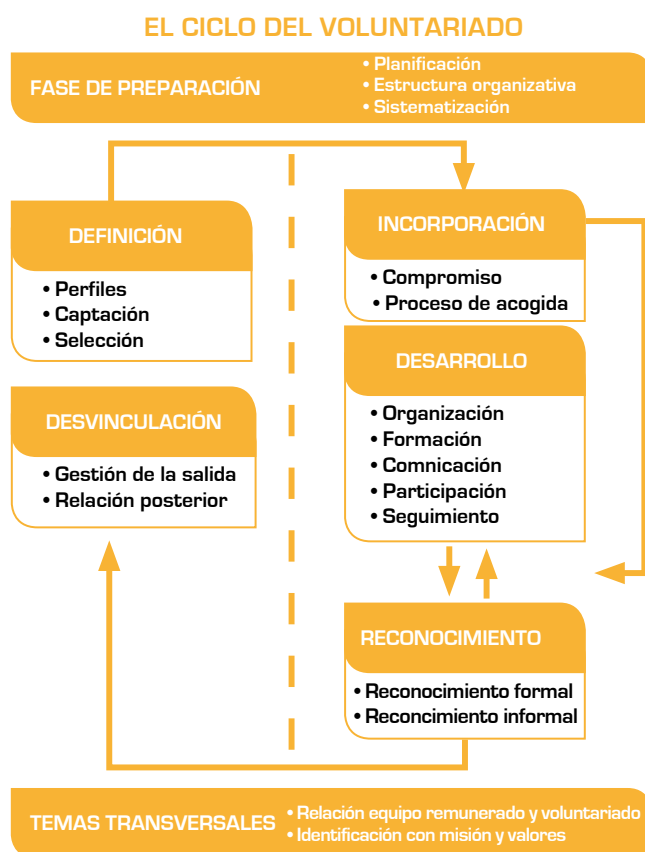 EL CICLO DEL VOLUNTARIADO
FASE DE PREPARACIÓN
• Planificación
• Estructura organizativa
• Sistematización
DEFINICIÓN
• Perfiles
• Captación
• Selección
INCORPORACIÓN
• Compromiso
• Proceso de acogida
DESARROLLO
• Organización
• Formación
• Comnicación
• Participación
• Seguimiento
DESVINCULACIÓN
• Gestión de la salida
• Relación posterior
RECONOCIMIENTO
• Reconocimiento formal
• Reconcimiento informal
TEMAS TRANSVERSALES
• Relación equipo remunerado y voluntariado
• Identificación con misión y valores